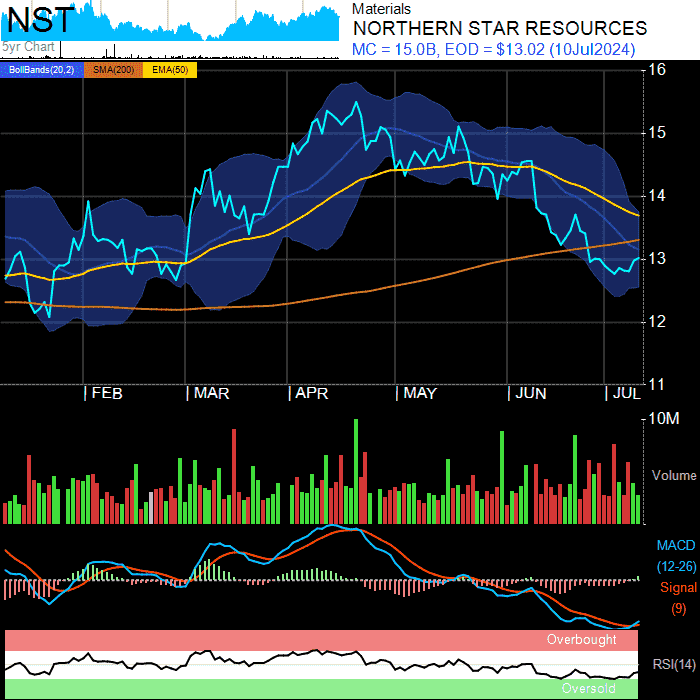 NST
5yr Chart
Materials
NORTHERN STAR RESOURCES
MC = 15.0B, EOD = $13.02 (10Jul2024)
BollBands(20,2) SMA(200) EMA(50)
16
15
14
13
12
11
FEB MAR APR MAY JUN JUL
10M
Volume
MACD
(12-26)
Signal
(9)
Overbought
RSI(14)
Oversold